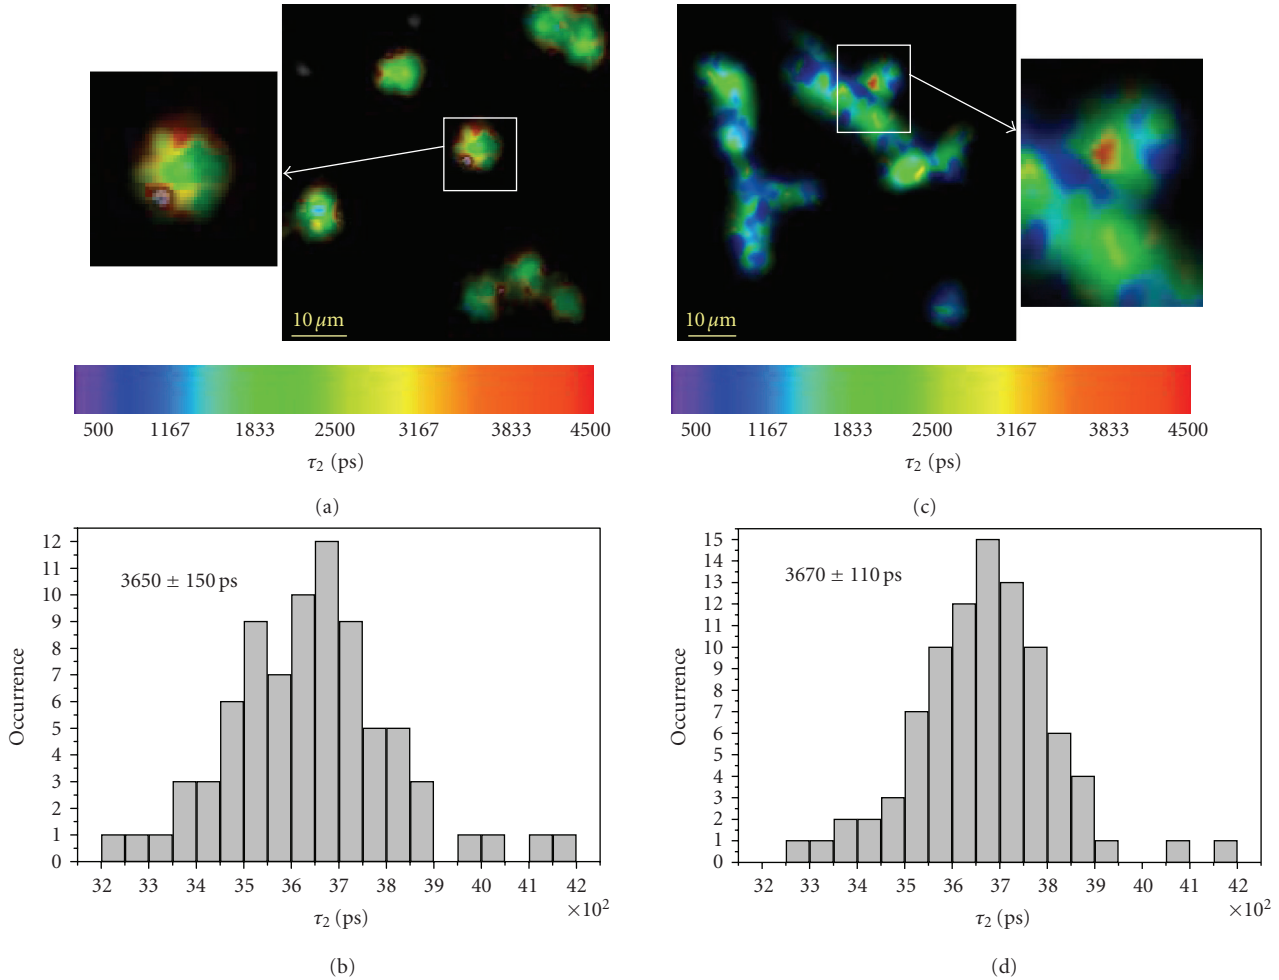 10 μm
10 μm
500 1167 1833 2500 3167 3833 4500
τ2 (ps)
(a)
500 1167 1833 2500 3167 3833 4500
τ2 (ps)
(c)
12
11
10
9
8
7
6
5
4
3
2
1
0
Occurrence
3650 ± 150 ps
32 33 34 35 36 37 38 39 40 41 42
×10²
τ2 (ps)
(b)
15
14
13
12
11
10
9
8
7
6
5
4
3
2
1
0
Occurrence
3670 ± 110 ps
32 33 34 35 36 37 38 39 40 41 42
×10²
τ2 (ps)
(d)